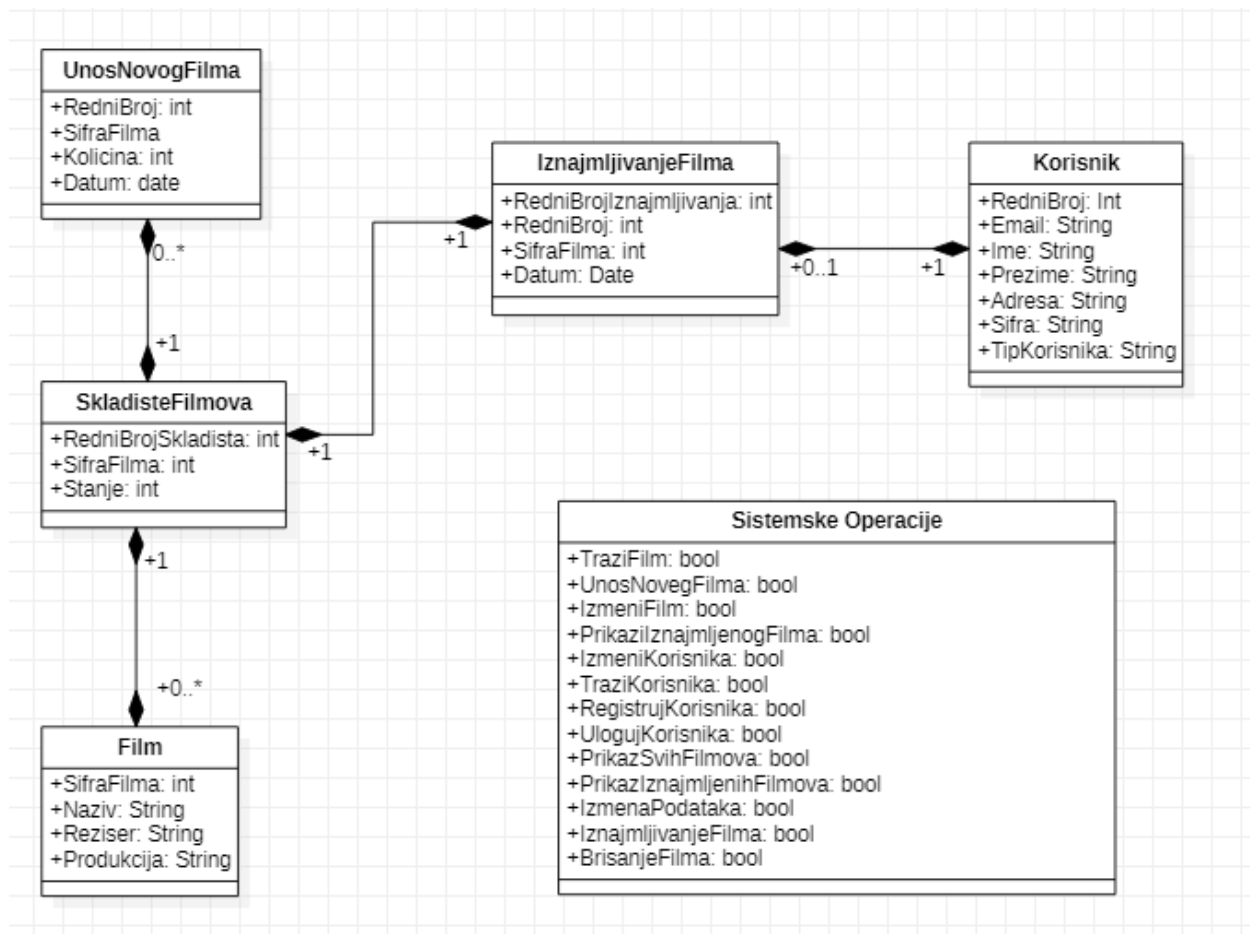 UnosNovogFilma
+RedniBroj: int
+SifraFilma
+Kolicina: int
+Datum: date
0..*
+1
SkladisteFilmova
+RedniBrojSkladista: int
+SifraFilma: int
+Stanje: int
+1
+1
+0..*
Film
+SifraFilma: int
+Naziv: String
+Reziser: String
+Produkcija: String
IznajmljivanjeFilma
+RedniBrojIznajmljivanja: int
+RedniBroj: int
+SifraFilma: int
+Datum: Date
+1
+0..1
+1
Korisnik
+RedniBroj: Int
+Email: String
+Ime: String
+Prezime: String
+Adresa: String
+Sifra: String
+TipKorisnika: String
Sistemske Operacije
+TraziFilm: bool
+UnosNovegFilma: bool
+IzmeniFilm: bool
+PrikaziIznajmljenogFilma: bool
+IzmeniKorisnika: bool
+TraziKorisnika: bool
+RegistrujKorisnika: bool
+UlogujKorisnika: bool
+PrikazSvihFilmova: bool
+PrikazIznajmljenihFilmova: bool
+IzmenaPodataka: bool
+IznajmljivanjeFilma: bool
+BrisanjeFilma: bool